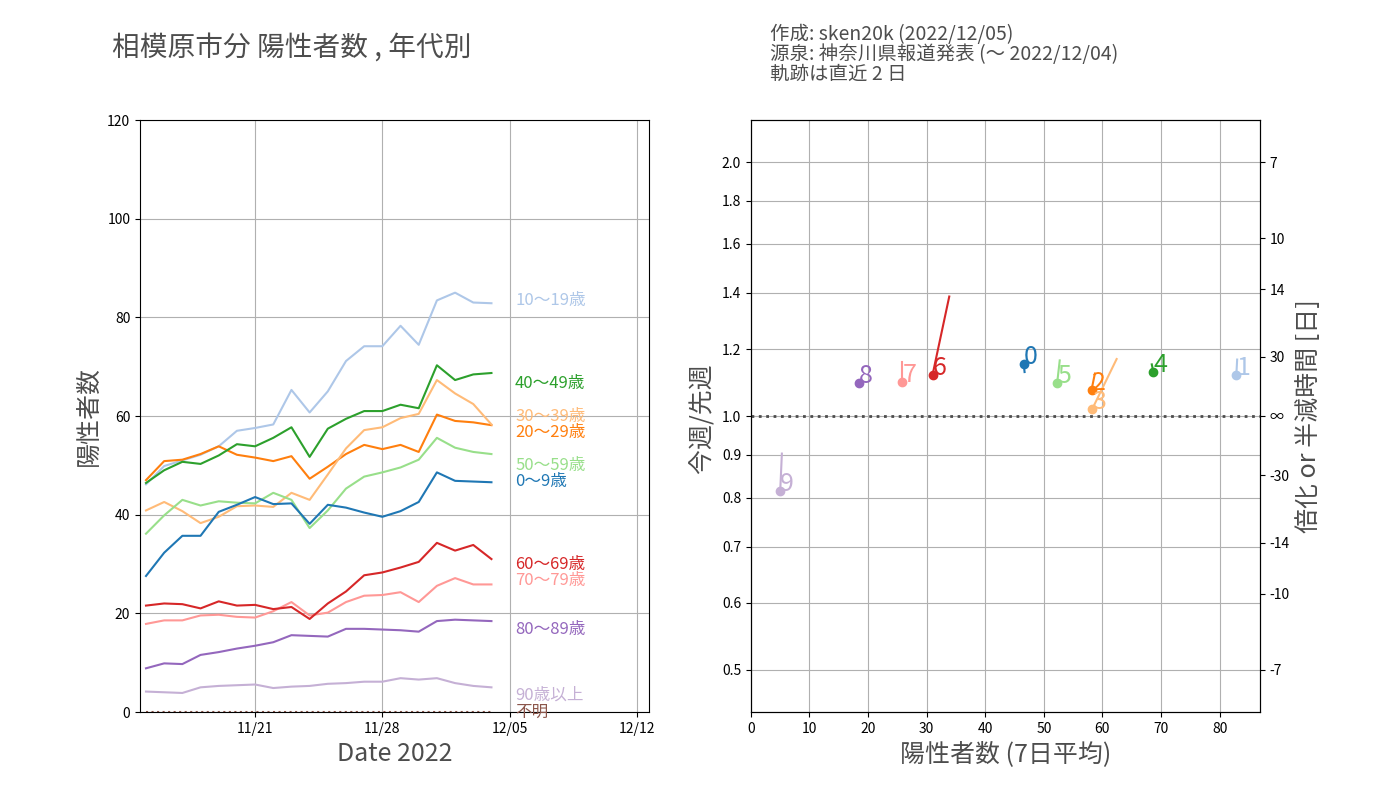 相模原市分 陽性者数 , 年代別
作成: sken20k (2022/12/05)
源泉: 神奈川県報道発表 (～ 2022/12/04)
軌跡は直近 2 日
陽性者数
120
100
80
60
40
20
0
10～19歳
40～49歳
30～39歳
20～29歳
50～59歳
0～9歳
60～69歳
70～79歳
80～89歳
90歳以上
不明
11/21 11/28 12/05 12/12
Date 2022
今週/先週
2.0
1.8
1.6
1.4
1.2
1.0
0.9
0.8
0.7
0.6
0.5
0
4
1
5
6
7
8
2
3
9
7
10
14
30
∞
-30
-14
-10
-7
倍化 or 半減時間 [日]
0 10 20 30 40 50 60 70 80
陽性者数 (7日平均)